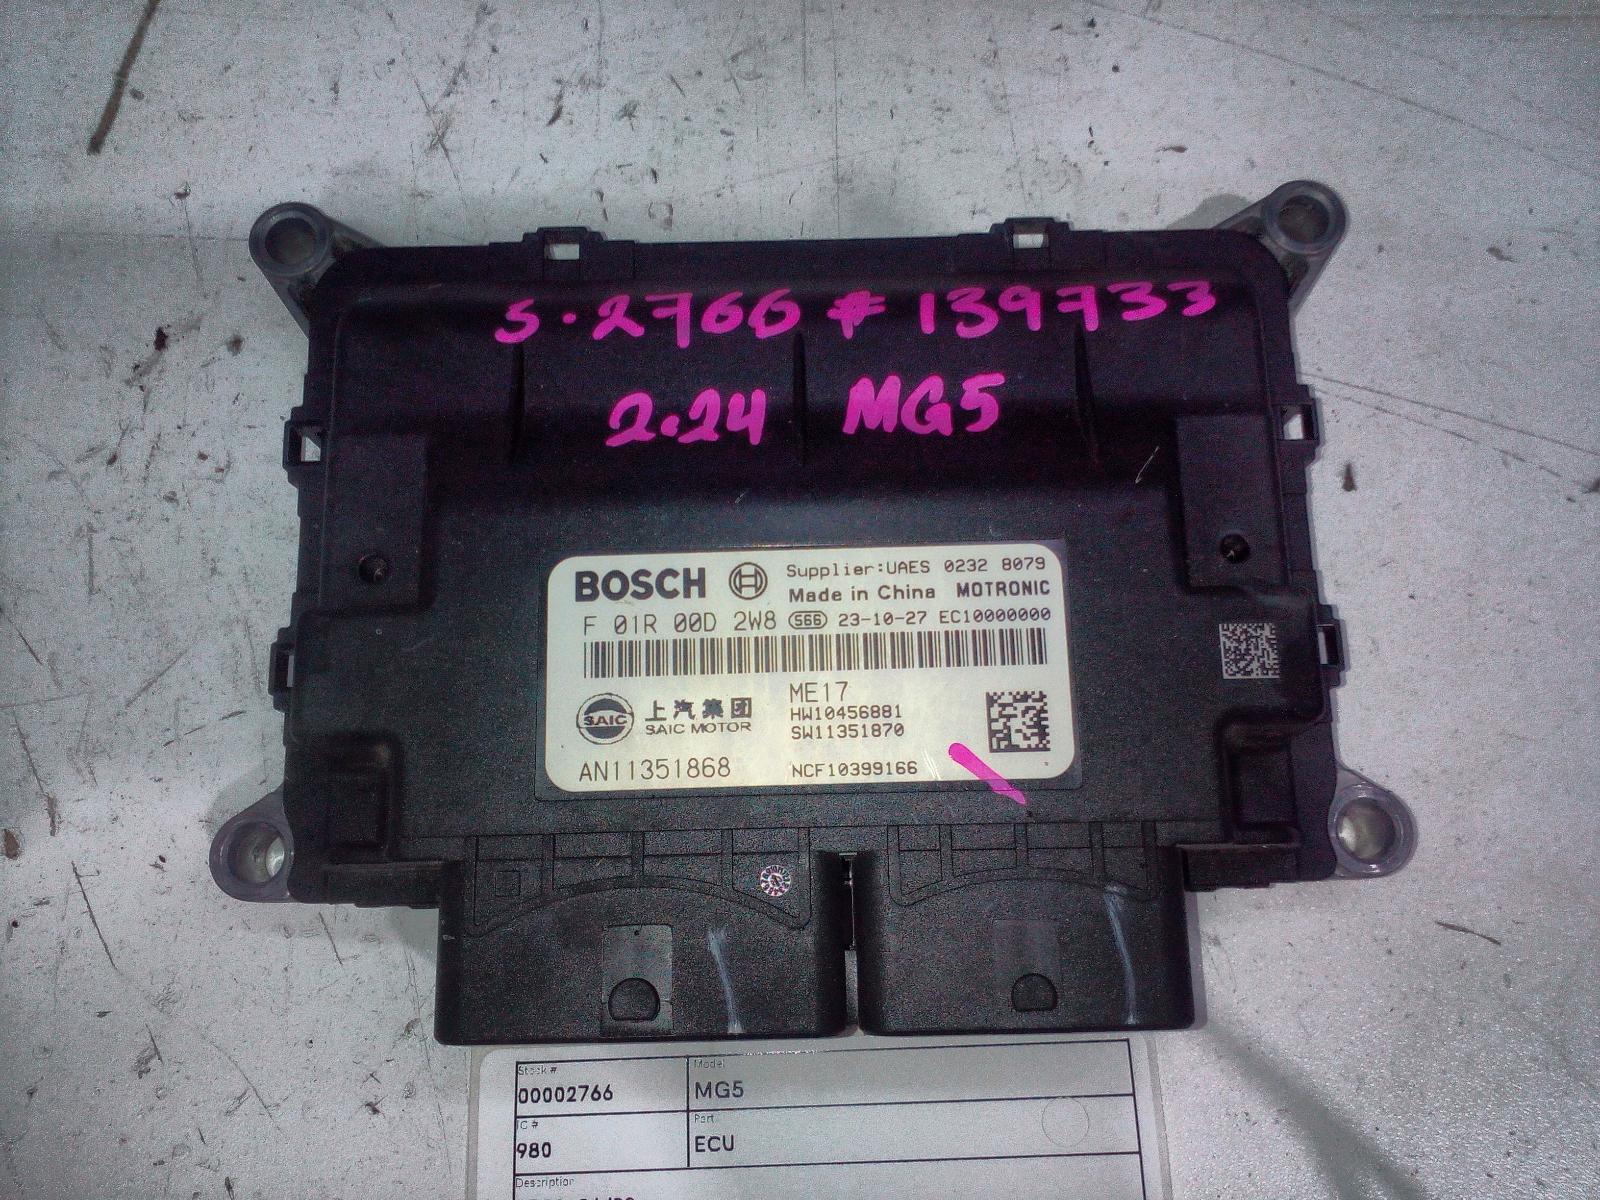 S.2766 # 139733
2.24 MG5
BOSCH Supplier:UAES 0232 8079
Made in China MOTRONIC
F 01R 00D 2W8 566 23-10-27 EC10000000
ME17
SAIC 上汽集团 HW10456881
SAIC MOTOR SW11351870
AN11351868 NCF10399166
Stock # Model
00002766 MG5
IC # Part
980 ECU
Description